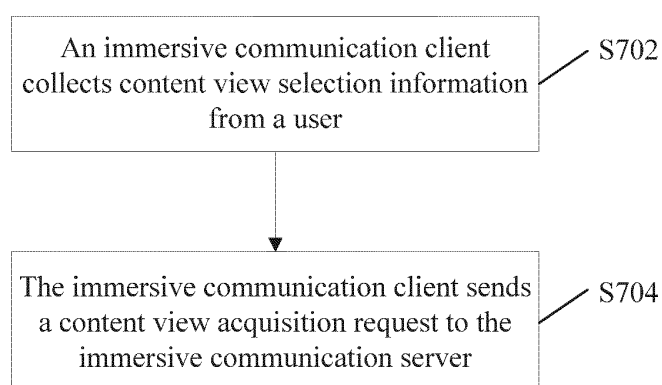 An immersive communication client
collects content view selection information
from a user
S702
The immersive communication client sends
a content view acquisition request to the
immersive communication server
S704